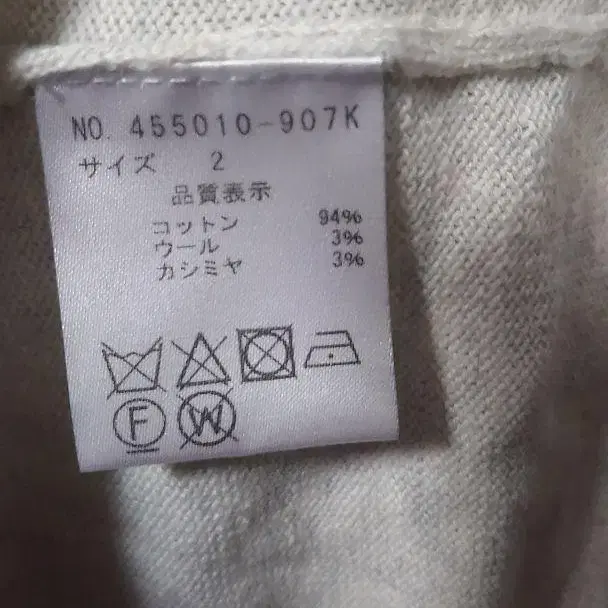 NO. 455010-907K
サイズ 2
品質表示
コットン 94%
ウール 3%
カシミヤ 3%
F W